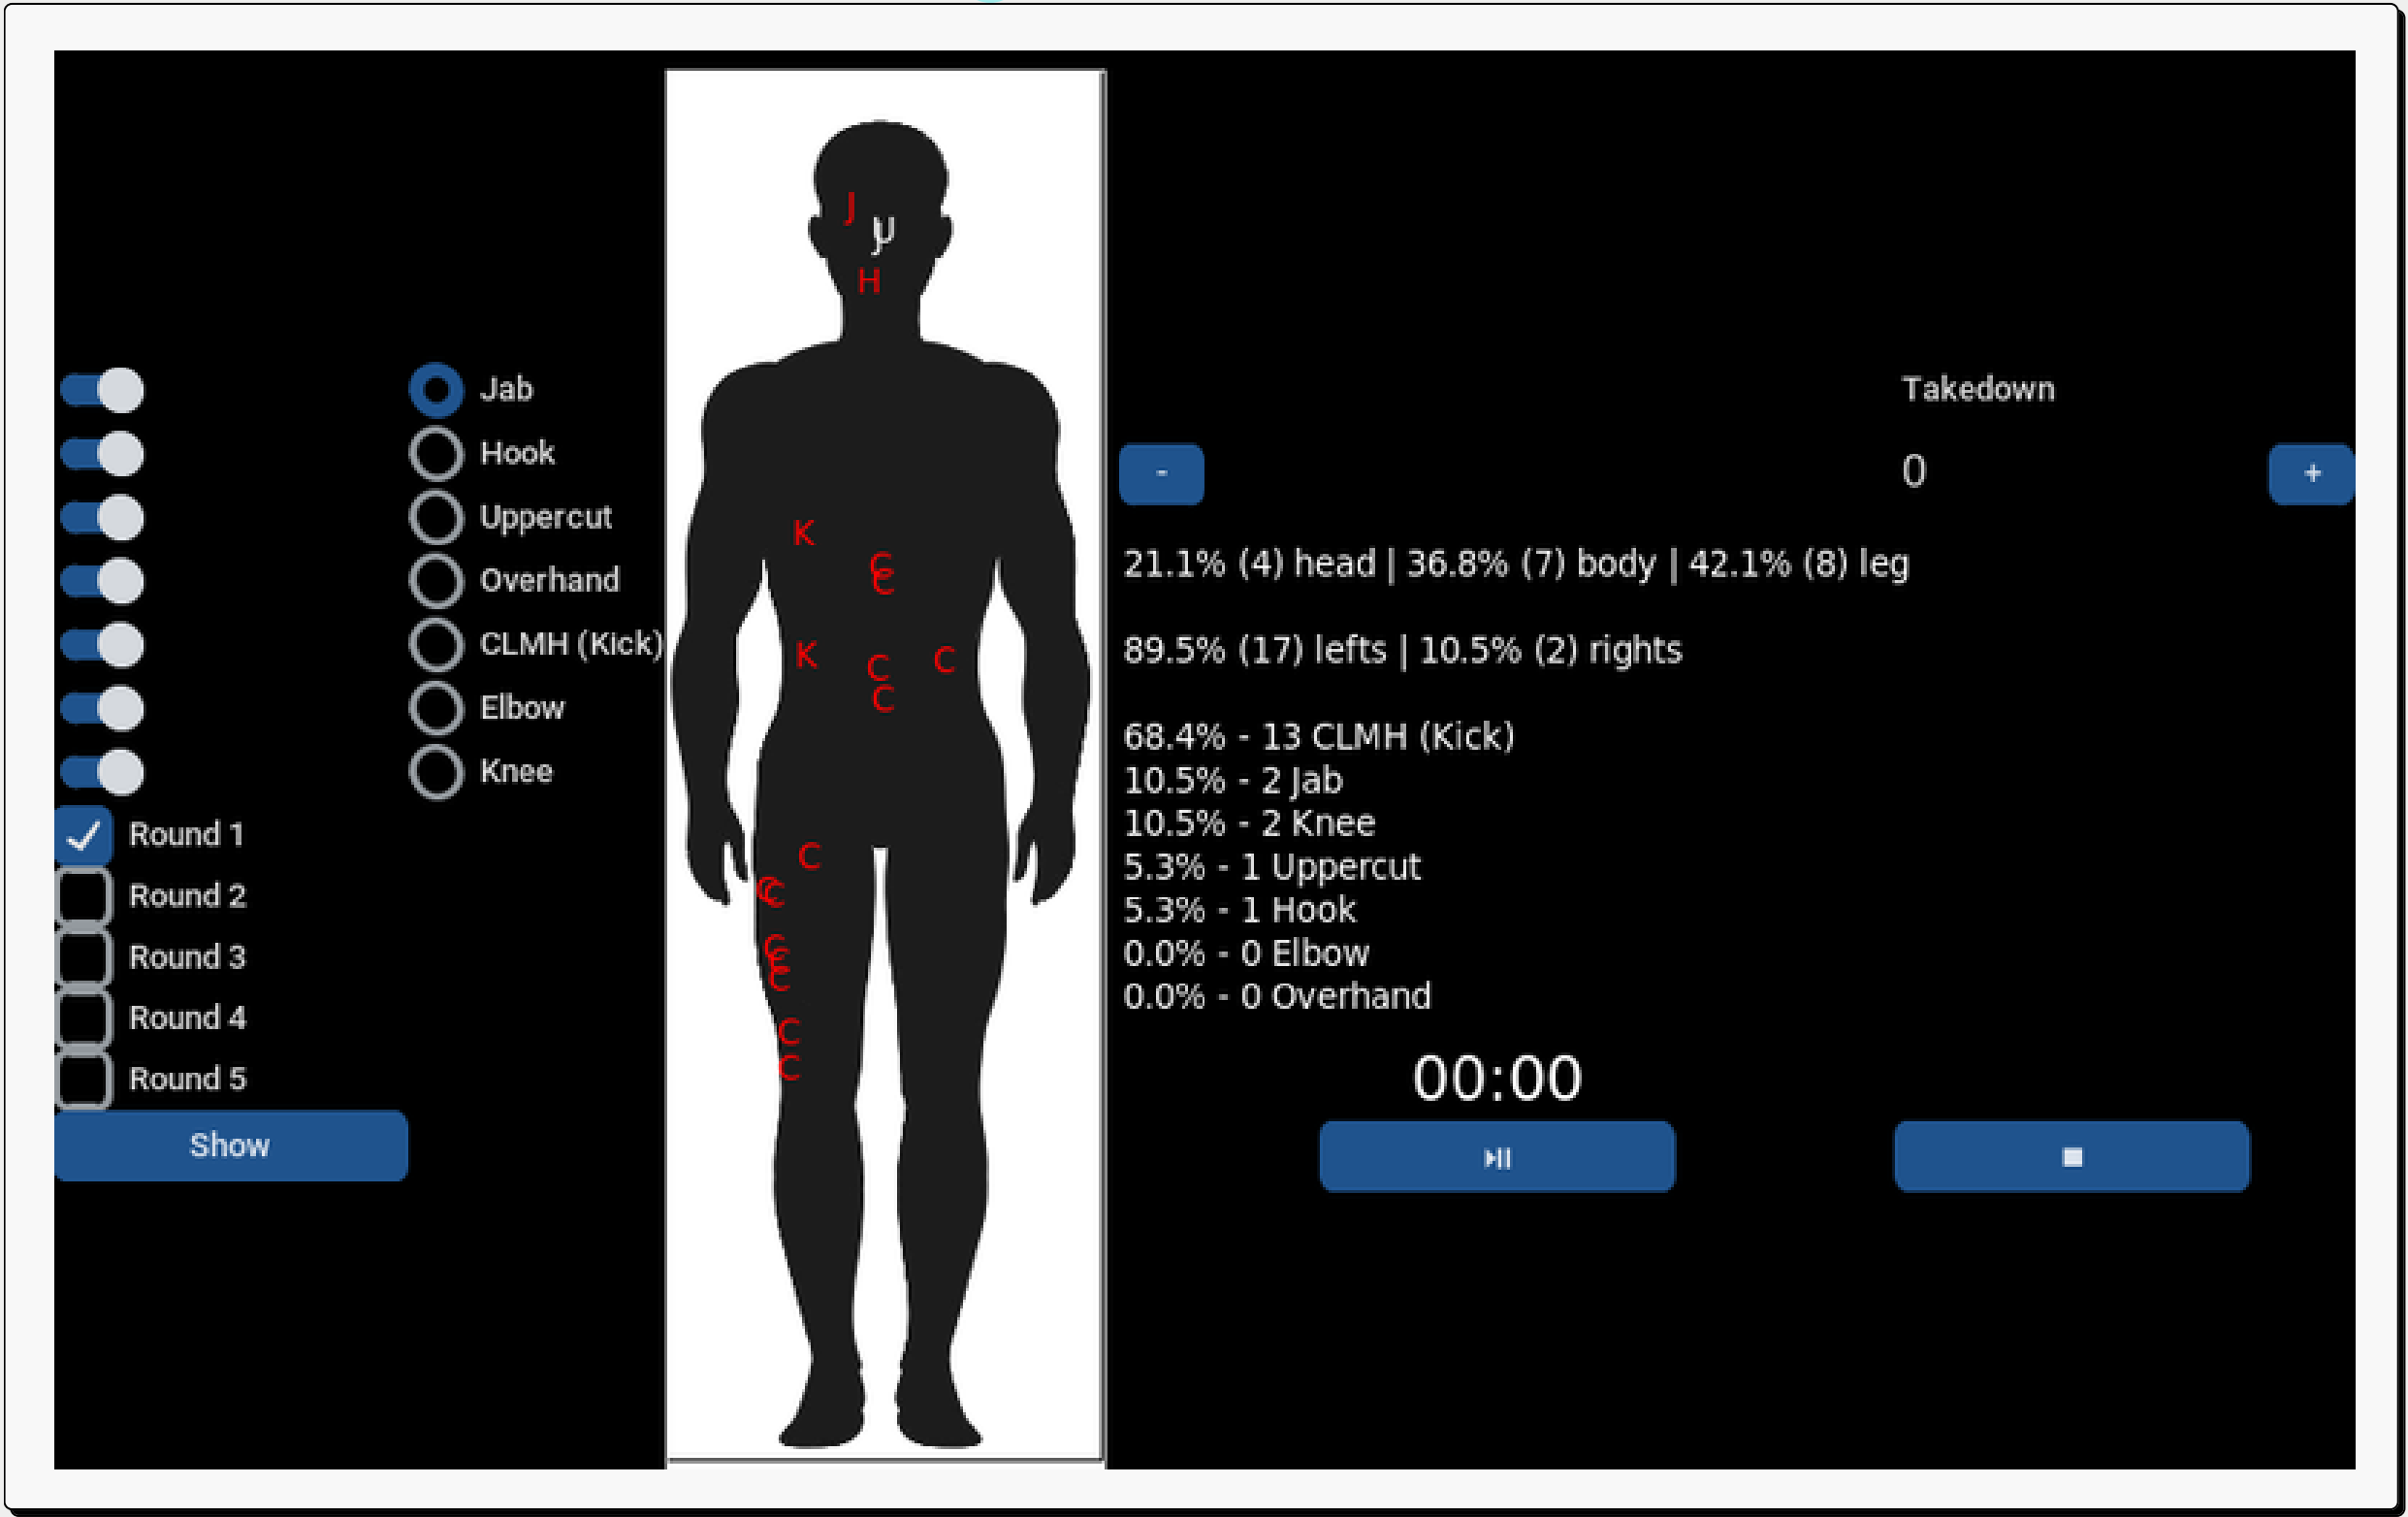 J
J U
H
K
C
C
K
C
C
C
C
C
C
C
C
C
C
C
Jab
Hook
Uppercut
Overhand
CLMH (Kick)
Elbow
Knee
Round 1
Round 2
Round 3
Round 4
Round 5
Show
Takedown
-
0
+
21.1% (4) head | 36.8% (7) body | 42.1% (8) leg
89.5% (17) lefts | 10.5% (2) rights
68.4% - 13 CLMH (Kick)
10.5% - 2 Jab
10.5% - 2 Knee
5.3% - 1 Uppercut
5.3% - 1 Hook
0.0% - 0 Elbow
0.0% - 0 Overhand
00:00